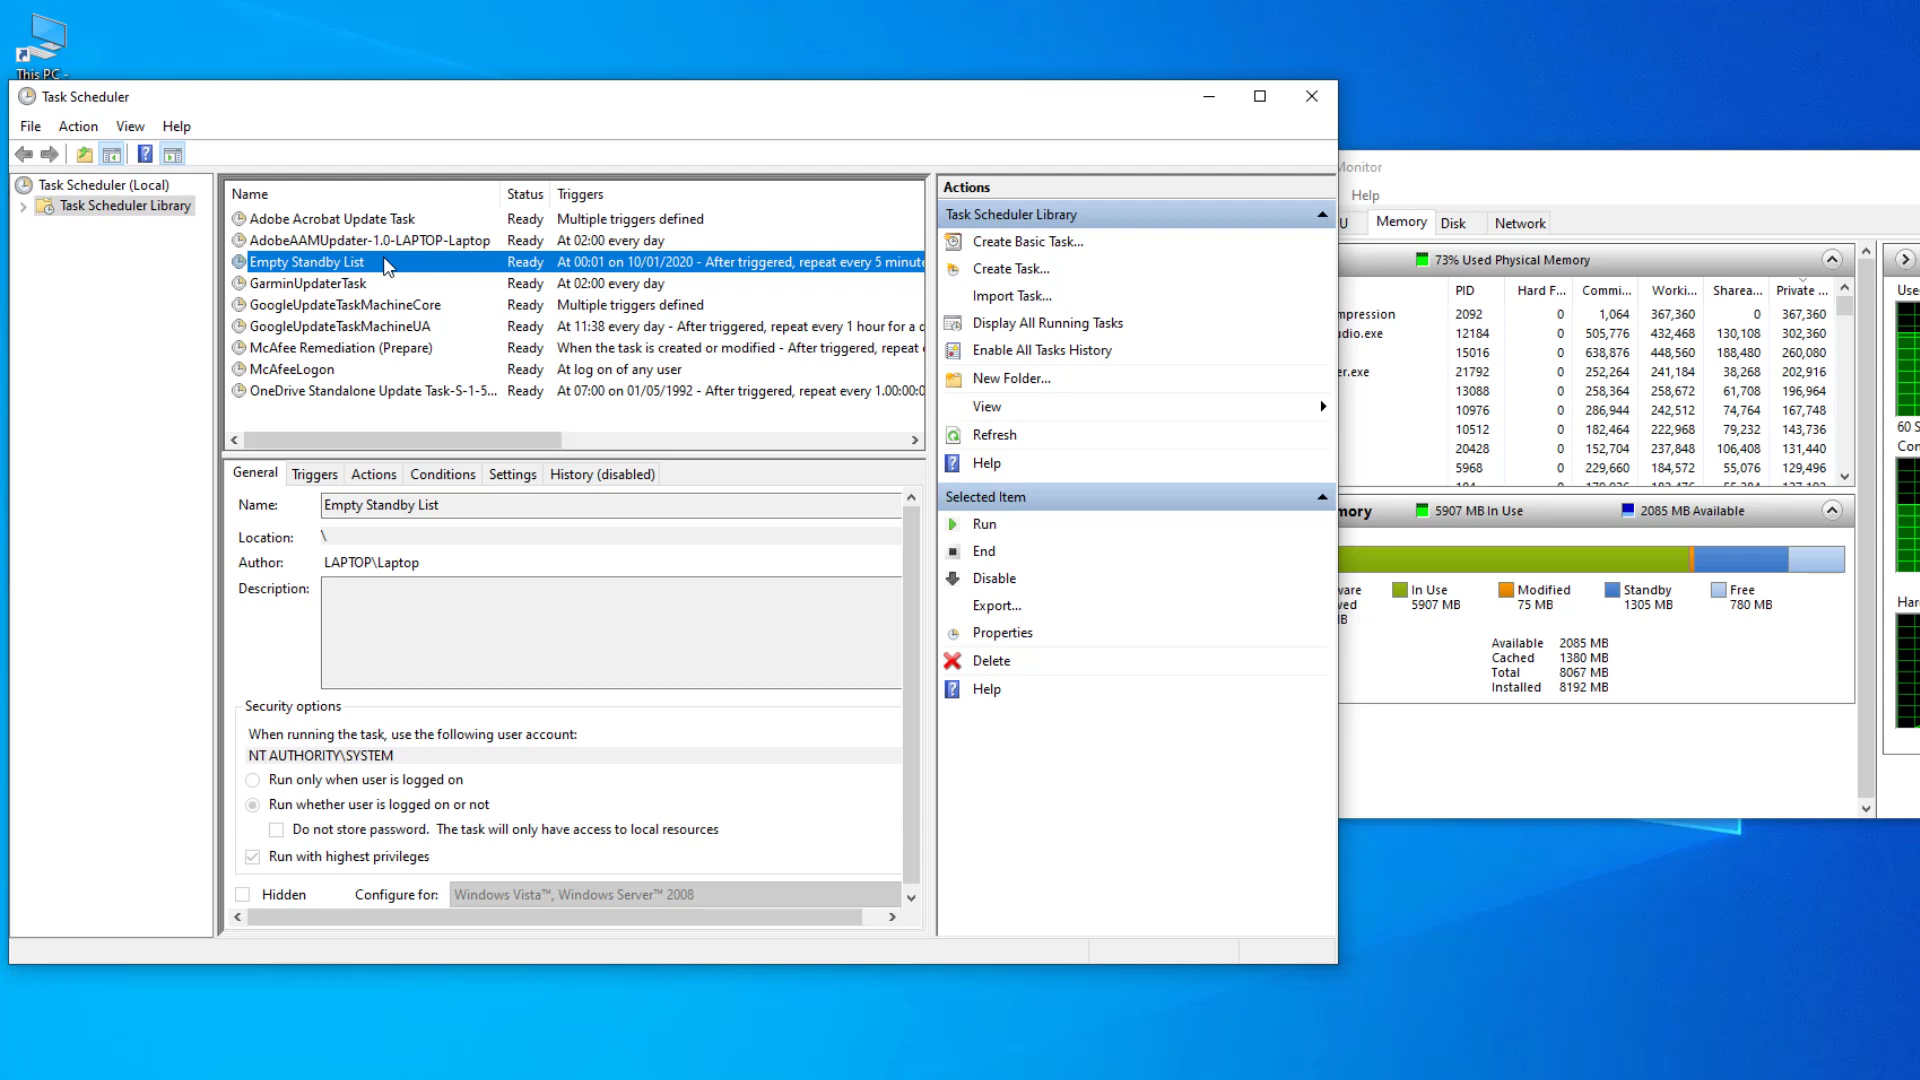 This PC -
Task Scheduler
File Action View Help
Task Scheduler (Local)
Task Scheduler Library
Name Status Triggers
Adobe Acrobat Update Task Ready Multiple triggers defined
AdobeAAMUpdater-1.0-LAPTOP-Laptop Ready At 02:00 every day
Empty Standby List Ready At 00:01 on 10/01/2020 - After triggered, repeat every 5 minute
GarminUpdaterTask Ready At 02:00 every day
GoogleUpdateTaskMachineCore Ready Multiple triggers defined
GoogleUpdateTaskMachineUA Ready At 11:38 every day - After triggered, repeat every 1 hour for a d
McAfee Remediation (Prepare) Ready When the task is created or modified - After triggered, repeat
McAfeeLogon Ready At log on of any user
OneDrive Standalone Update Task-S-1-5... Ready At 07:00 on 01/05/1992 - After triggered, repeat every 1.00:00:0
General Triggers Actions Conditions Settings History (disabled)
Name: Empty Standby List
Location: \
Author: LAPTOP\Laptop
Description:
Security options
When running the task, use the following user account:
NT AUTHORITY\SYSTEM
Run only when user is logged on
Run whether user is logged on or not
Do not store password. The task will only have access to local resources
Run with highest privileges
Hidden Configure for: Windows Vista™, Windows Server™ 2008
Actions
Task Scheduler Library
Create Basic Task...
Create Task...
Import Task...
Display All Running Tasks
Enable All Tasks History
New Folder...
View
Refresh
Help
Selected Item
Run
End
Disable
Export...
Properties
Delete
Help
Monitor
Help
U Memory Disk Network
73% Used Physical Memory
PID Hard F... Commi... Worki... Sharea... Private ...
mpression 2092 0 1,064 367,360 0 367,360
dio.exe 12184 0 505,776 432,468 130,108 302,360
15016 0 638,876 448,560 188,480 260,080
er.exe 21792 0 252,264 241,184 38,268 202,916
13088 0 258,364 258,672 61,708 196,964
10976 0 286,944 242,512 74,764 167,748
10512 0 182,464 222,968 79,232 143,736
20428 0 152,704 237,848 106,408 131,440
5968 0 229,660 184,572 55,076 129,496
mory 5907 MB In Use 2085 MB Available
ware
ved
B
In Use
5907 MB
Modified
75 MB
Standby
1305 MB
Free
780 MB
Available 2085 MB
Cached 1380 MB
Total 8067 MB
Installed 8192 MB
Use
60 S
Con
Har